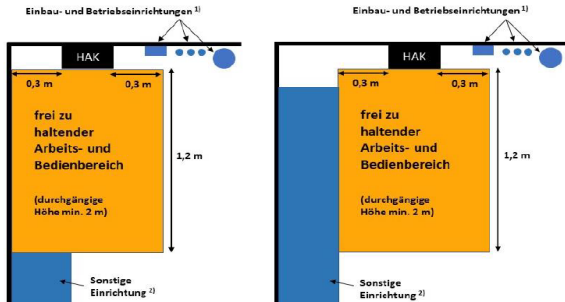 Einbau- und Betriebseinrichtungen 1)
HAK
0,3 m
0,3 m
frei zu
haltender
Arbeits- und
Bedienbereich
(durchgängige
Höhe min. 2 m)
1,2 m
Sonstige
Einrichtung 2)
Einbau- und Betriebseinrichtungen 1)
HAK
0,3 m
0,3 m
frei zu
haltender
Arbeits- und
Bedienbereich
(durchgängige
Höhe min. 2 m)
1,2 m
Sonstige
Einrichtung 2)